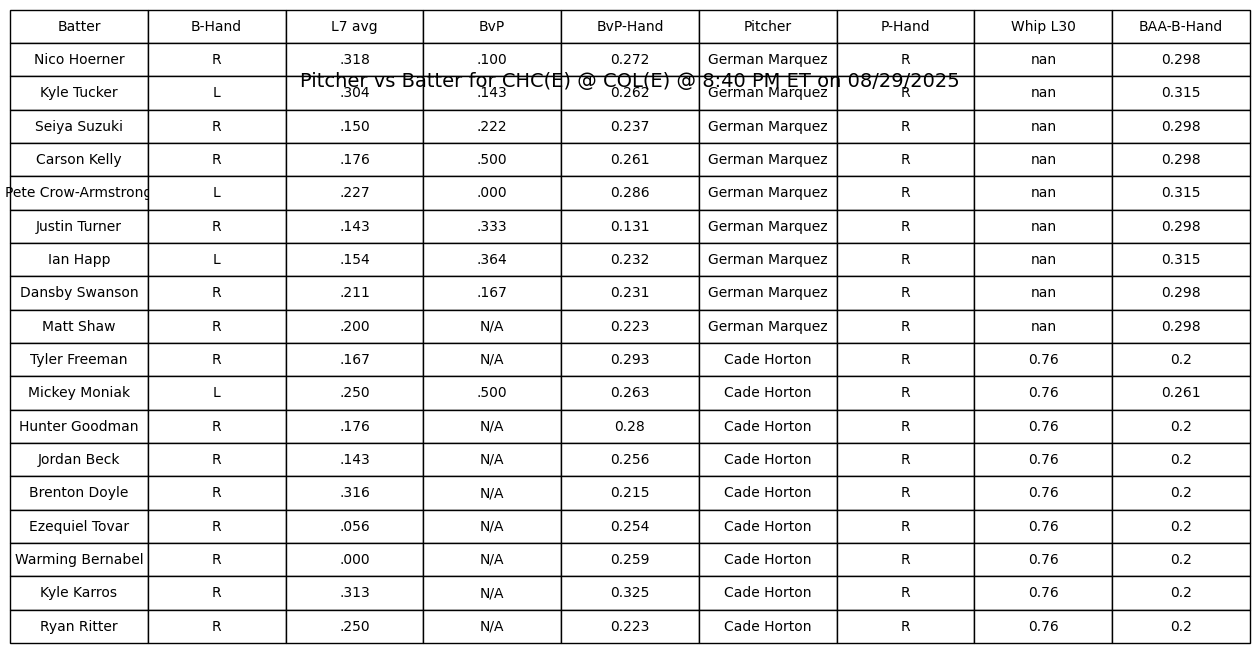 Batter B-Hand L7 avg BvP BvP-Hand Pitcher P-Hand Whip L30 BAA-B-Hand
Nico Hoerner R .318 .100 0.272 German Marquez R nan 0.298
Pitcher vs Batter for CHC(E) @ COL(E) @ 8:40 PM ET on 08/29/2025
Kyle Tucker L .304 .143 0.262 German Marquez R nan 0.315
Seiya Suzuki R .150 .222 0.237 German Marquez R nan 0.298
Carson Kelly R .176 .500 0.261 German Marquez R nan 0.298
Pete Crow-Armstrong L .227 .000 0.286 German Marquez R nan 0.315
Justin Turner R .143 .333 0.131 German Marquez R nan 0.298
Ian Happ L .154 .364 0.232 German Marquez R nan 0.315
Dansby Swanson R .211 .167 0.231 German Marquez R nan 0.298
Matt Shaw R .200 N/A 0.223 German Marquez R nan 0.298
Tyler Freeman R .167 N/A 0.293 Cade Horton R 0.76 0.2
Mickey Moniak L .250 .500 0.263 Cade Horton R 0.76 0.261
Hunter Goodman R .176 N/A 0.28 Cade Horton R 0.76 0.2
Jordan Beck R .143 N/A 0.256 Cade Horton R 0.76 0.2
Brenton Doyle R .316 N/A 0.215 Cade Horton R 0.76 0.2
Ezequiel Tovar R .056 N/A 0.254 Cade Horton R 0.76 0.2
Warming Bernabel R .000 N/A 0.259 Cade Horton R 0.76 0.2
Kyle Karros R .313 N/A 0.325 Cade Horton R 0.76 0.2
Ryan Ritter R .250 N/A 0.223 Cade Horton R 0.76 0.2